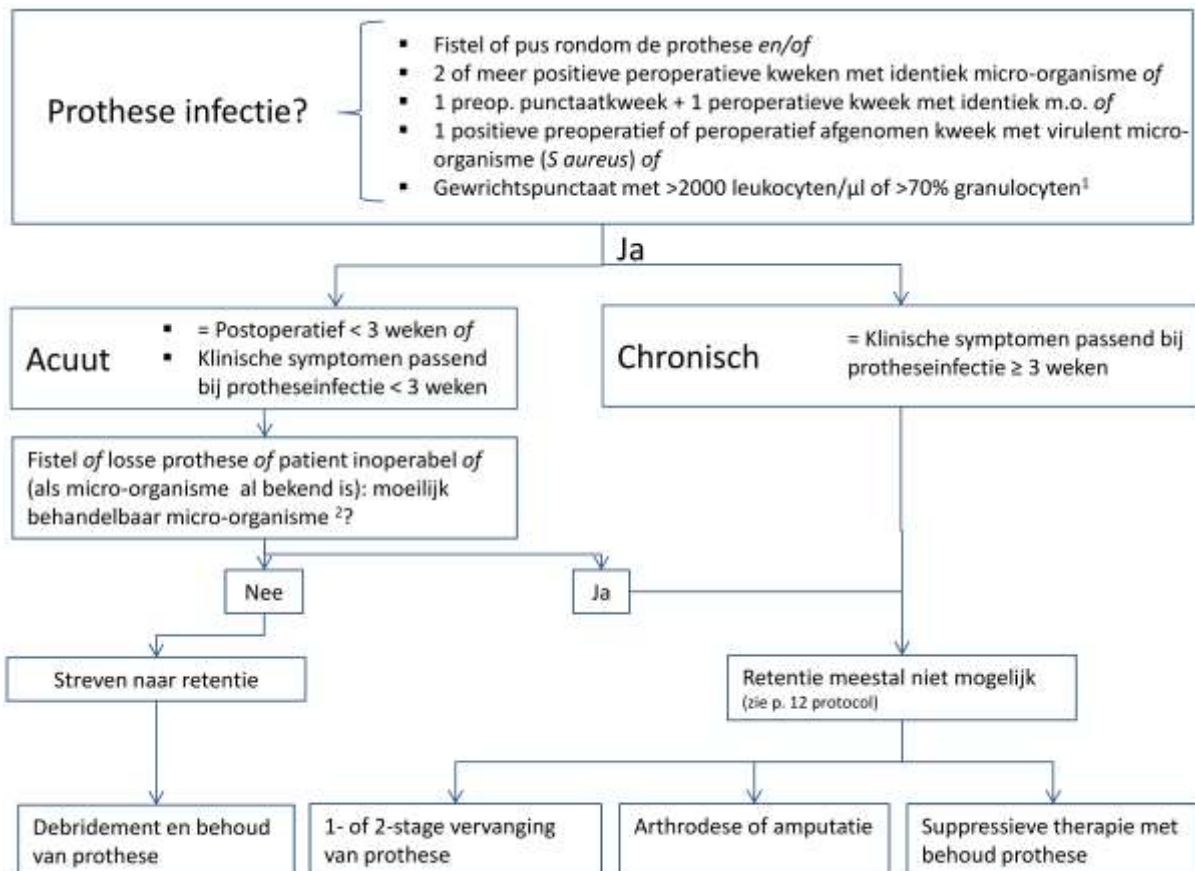 Prothese infectie?
▪ Fistel of pus rondom de prothese en/of
▪ 2 of meer positieve peroperatieve kweken met identiek micro-organisme of
▪ 1 preop. punctaatkweek + 1 peroperatieve kweek met identiek m.o. of
▪ 1 positieve preoperatief of peroperatief afgenomen kweek met virulent micro-
organisme (S aureus) of
▪ Gewrichtspunctaat met >2000 leukocyten/µl of >70% granulocyten¹
Ja
Acuut
▪ = Postoperatief < 3 weken of
▪ Klinische symptomen passend
bij protheseinfectie < 3 weken
Chronisch
= Klinische symptomen passend bij
protheseinfectie ≥ 3 weken
Fistel of losse prothese of patient inoperabel of
(als micro-organisme al bekend is): moeilijk
behandelbaar micro-organisme ²?
Nee
Ja
Streven naar retentie
Retentie meestal niet mogelijk
(zie p. 12 protocol)
Debridement en behoud
van prothese
1- of 2-stage vervanging
van prothese
Arthrodese of amputatie
Suppressieve therapie met
behoud prothese